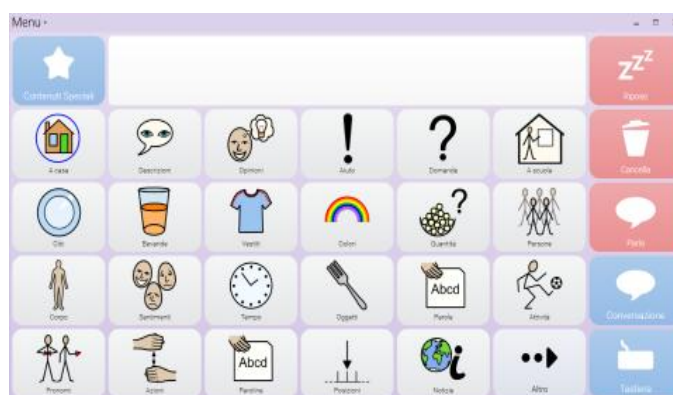 Menu
Contenuti Speciali
zzz
Riposo
A casa
Descrizioni
Opinioni
Aiuto
Domande
A scuola
Cancella
Cibi
Bevande
Vestiti
Colori
Quantità
Persone
Parla
Corpo
Sentimenti
Tempo
Oggetti
Abcd
Parole
Attività
Conversazione
Pronomi
Azioni
Abcd
Paroline
Posizioni
Notizie
Altro
Tastiera